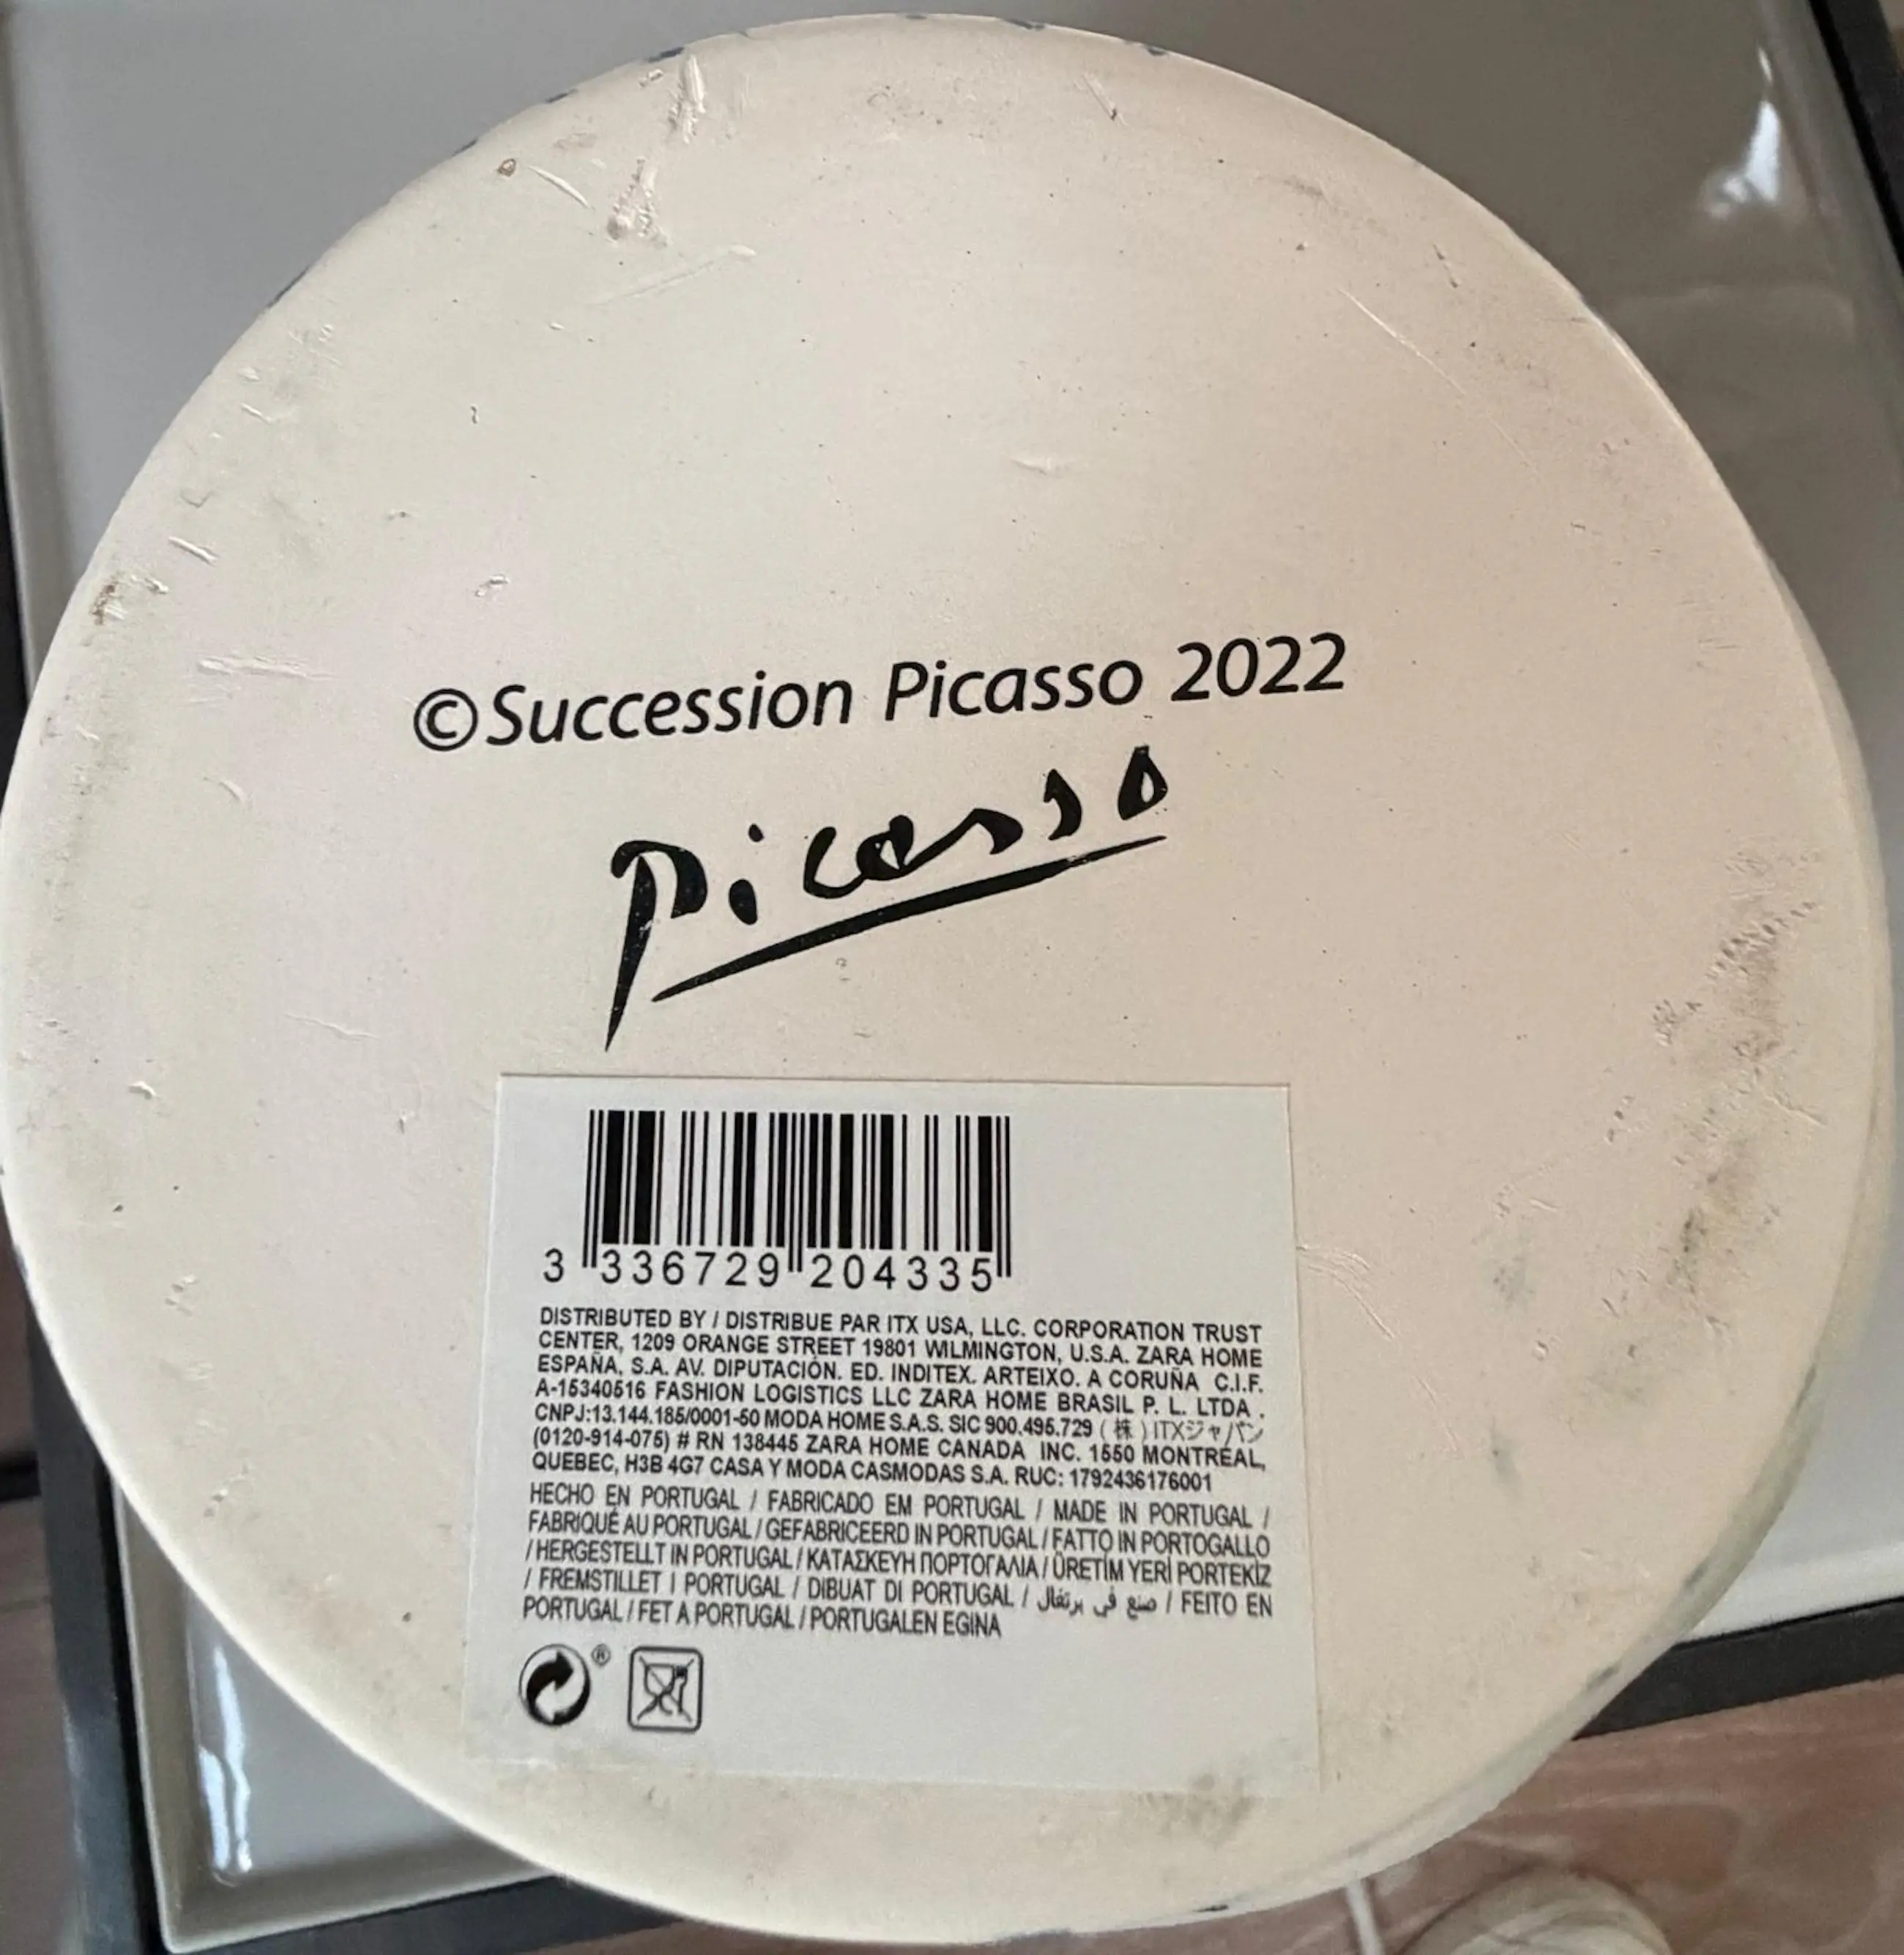 ©Succession Picasso 2022
Picasso
3 336729 204335
DISTRIBUTED BY / DISTRIBUE PAR ITX USA, LLC. CORPORATION TRUST
CENTER, 1209 ORANGE STREET 19801 WILMINGTON, U.S.A. ZARA HOME
ESPAÑA, S.A. AV. DIPUTACIÓN. ED. INDITEX. ARTEIXO. A CORUÑA C.I.F.
A-15340516 FASHION LOGISTICS LLC ZARA HOME BRASIL P. L. LTDA .
CNPJ:13.144.185/0001-50 MODA HOME S.A.S. SIC 900.495.729 (株)ITXジャパン
(0120-914-075) # RN 138445 ZARA HOME CANADA INC. 1550 MONTRÉAL,
QUEBEC, H3B 4G7 CASA Y MODA CASMODAS S.A. RUC: 1792436176001
HECHO EN PORTUGAL / FABRICADO EM PORTUGAL / MADE IN PORTUGAL /
FABRIQUÉ AU PORTUGAL / GEFABRICEERD IN PORTUGAL / FATTO IN PORTOGALLO
/ HERGESTELLT IN PORTUGAL / ΚΑΤΑΣΚΕΥΗ ΠΟΡΤΟΓΑΛΙΑ / ÜRETİM YERİ PORTEKİZ
/ FREMSTILLET I PORTUGAL / DIBUAT DI PORTUGAL / صنع في برتغال / FEITO EN
PORTUGAL / FET A PORTUGAL / PORTUGALEN EGINA
®